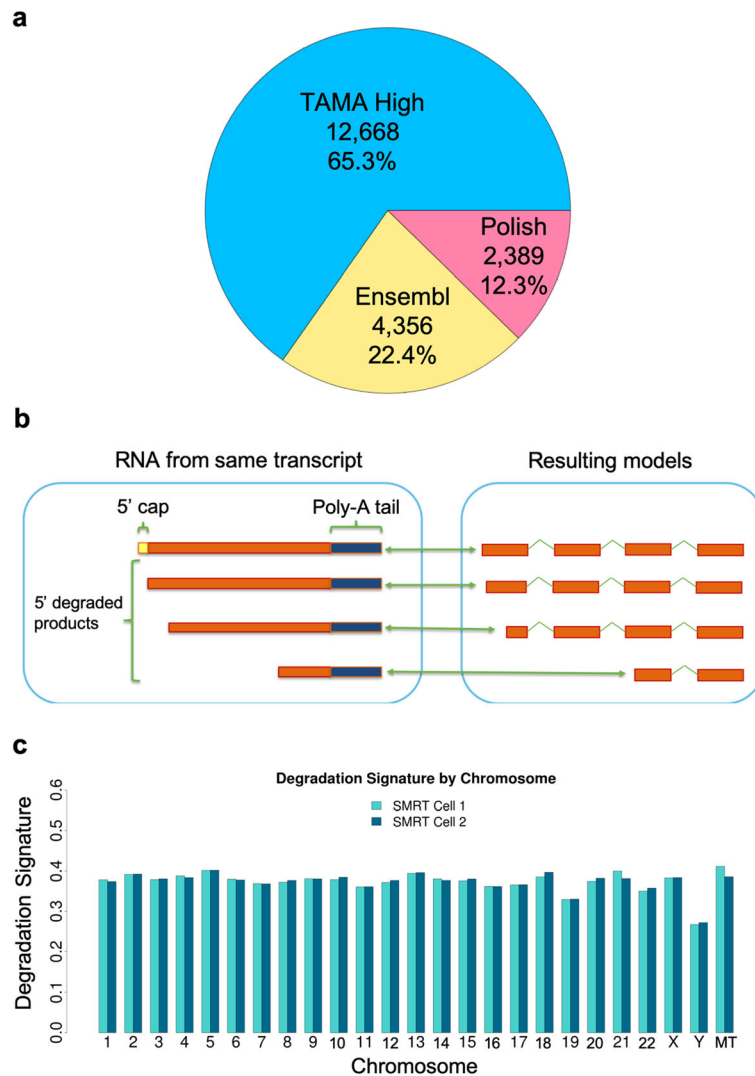 a
TAMA High
12,668
65.3%
Polish
2,389
12.3%
Ensembl
4,356
22.4%
b
RNA from same transcript
Resulting models
5' cap
Poly-A tail
5' degraded
products
c
Degradation Signature by Chromosome
SMRT Cell 1
SMRT Cell 2
Degradation Signature
0.6
0.5
0.4
0.3
0.2
0.1
0.0
1 2 3 4 5 6 7 8 9 10 11 12 13 14 15 16 17 18 19 20 21 22 X Y MT
Chromosome